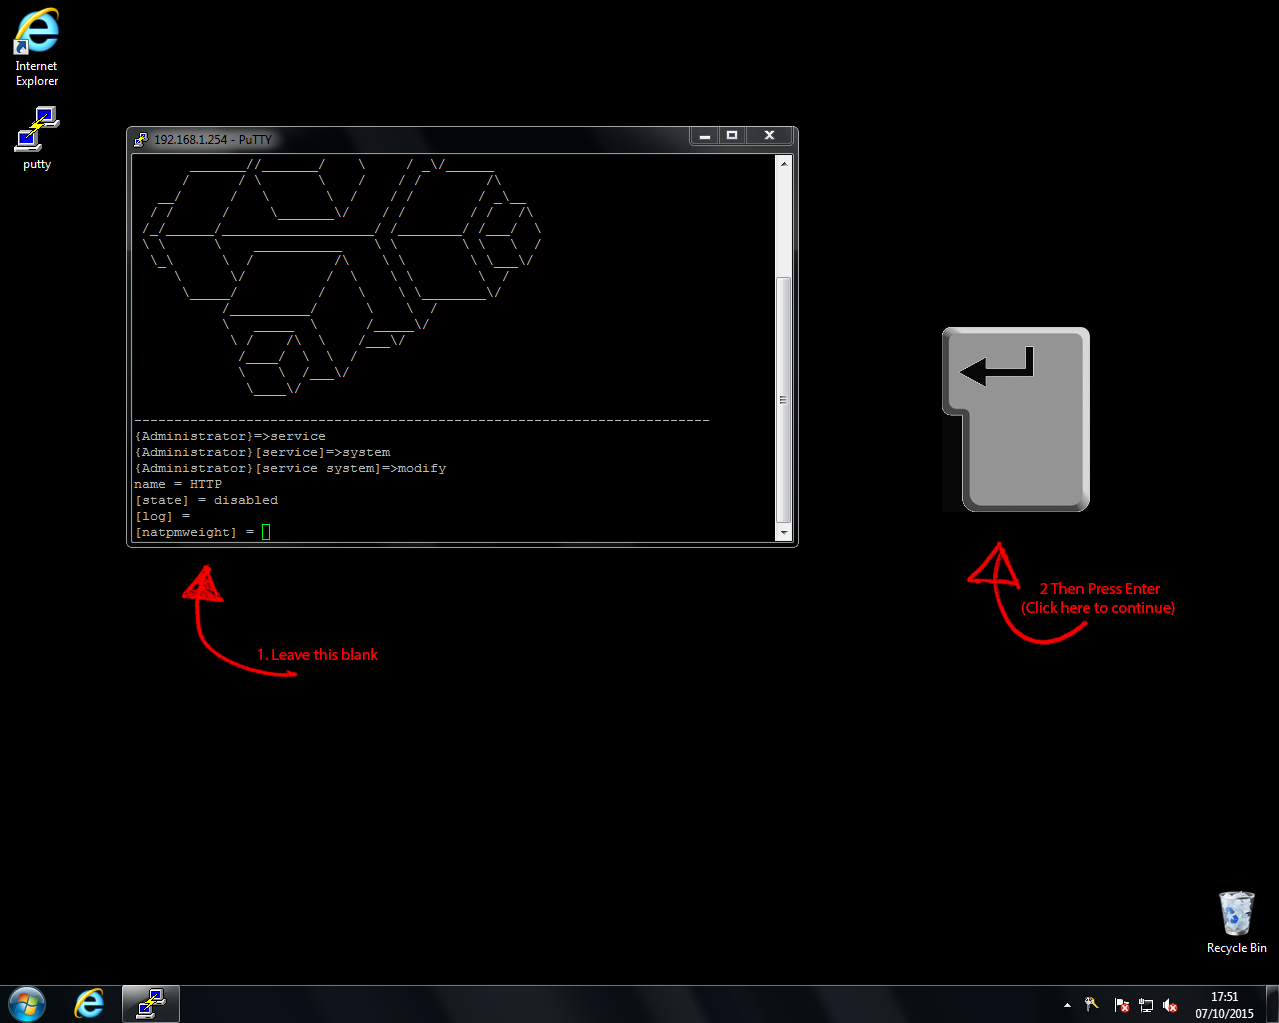 Internet
Explorer
putty
192.168.1.254 - PuTTY
{Administrator}=>service
{Administrator}[service]=>system
{Administrator}[service system]=>modify
name = HTTP
[state] = disabled
[log] =
[natpmweight] =
1. Leave this blank
2 Then Press Enter
(Click here to continue)
Recycle Bin
17:51
07/10/2015